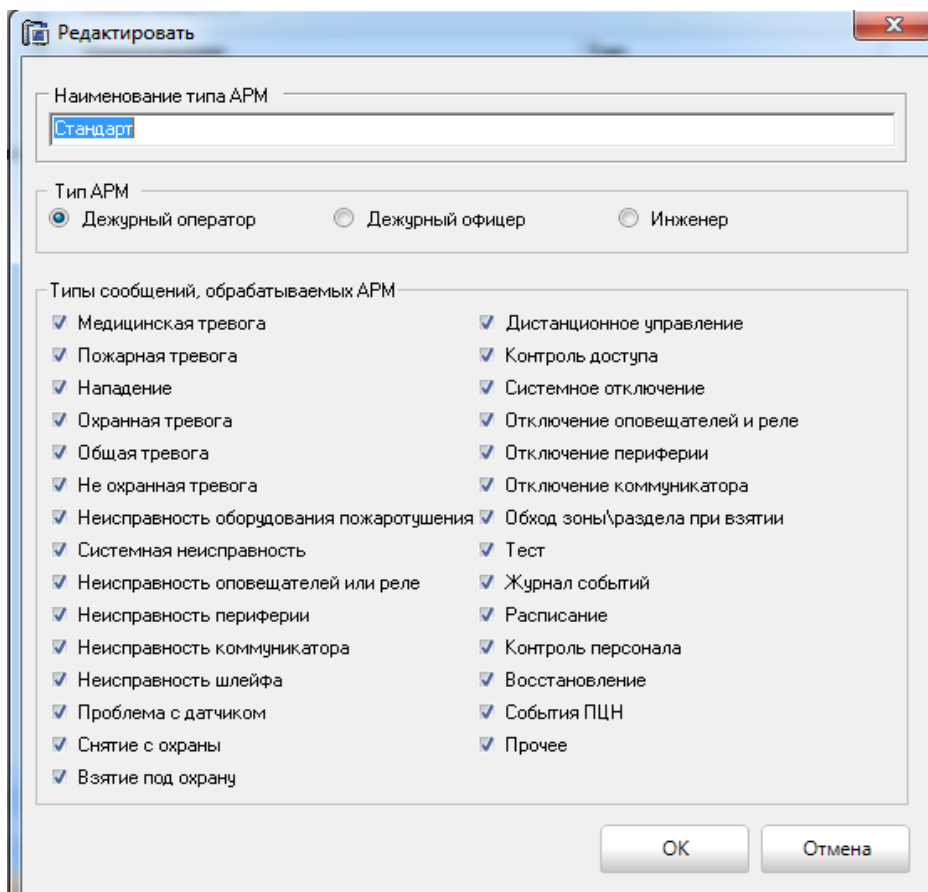 Редактировать
Наименование типа АРМ
Стандарт
Тип АРМ
Дежурный оператор Дежурный офицер Инженер
Типы сообщений, обрабатываемых АРМ
Медицинская тревога Дистанционное управление
Пожарная тревога Контроль доступа
Нападение Системное отключение
Охранная тревога Отключение оповещателей и реле
Общая тревога Отключение периферии
Не охранная тревога Отключение коммуникатора
Неисправность оборудования пожаротушения Обход зоны\раздела при взятии
Системная неисправность Тест
Неисправность оповещателей или реле Журнал событий
Неисправность периферии Расписание
Неисправность коммуникатора Контроль персонала
Неисправность шлейфа Восстановление
Проблема с датчиком События ПЦН
Снятие с охраны Прочее
Взятие под охрану
ОК Отмена